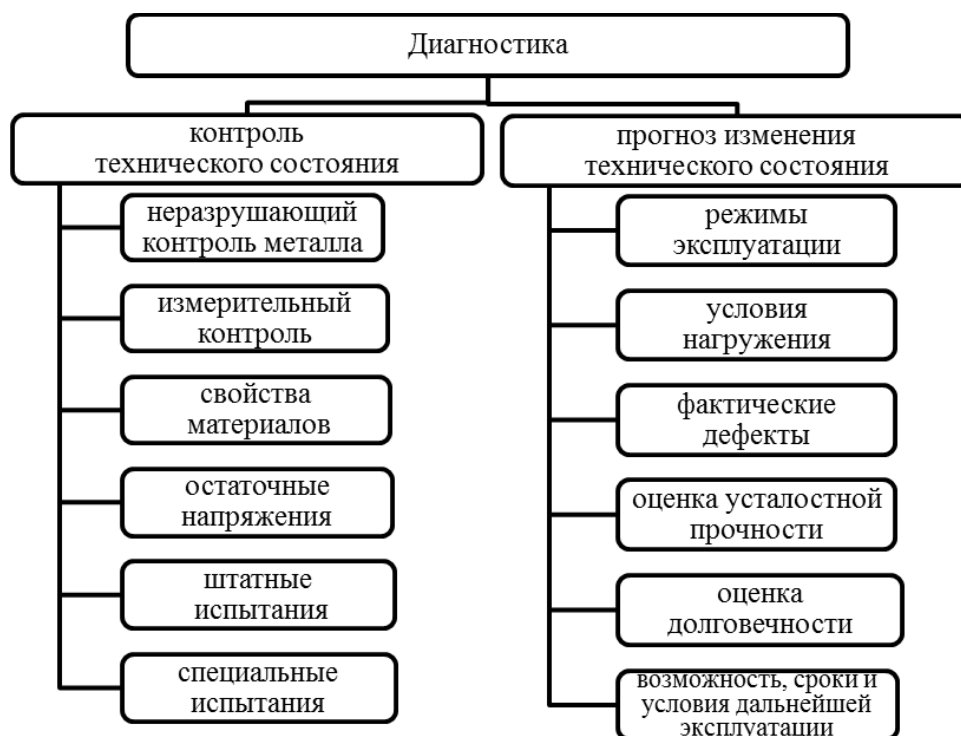 Диагностика
контроль
технического состояния
неразрушающий
контроль металла
измерительный
контроль
свойства
материалов
остаточные
напряжения
штатные
испытания
специальные
испытания
прогноз изменения
технического состояния
режимы
эксплуатации
условия
нагружения
фактические
дефекты
оценка усталостной
прочности
оценка
долговечности
возможность, сроки и
условия дальнейшей
эксплуатации